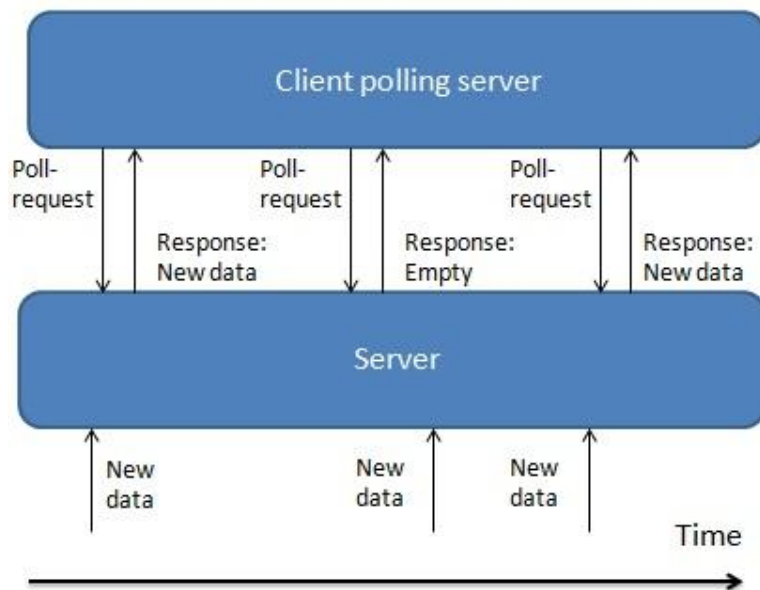 Client polling server
Poll-
request
Poll-
request
Poll-
request
Response:
New data
Response:
Empty
Response:
New data
Server
New
data
New
data
New
data
Time